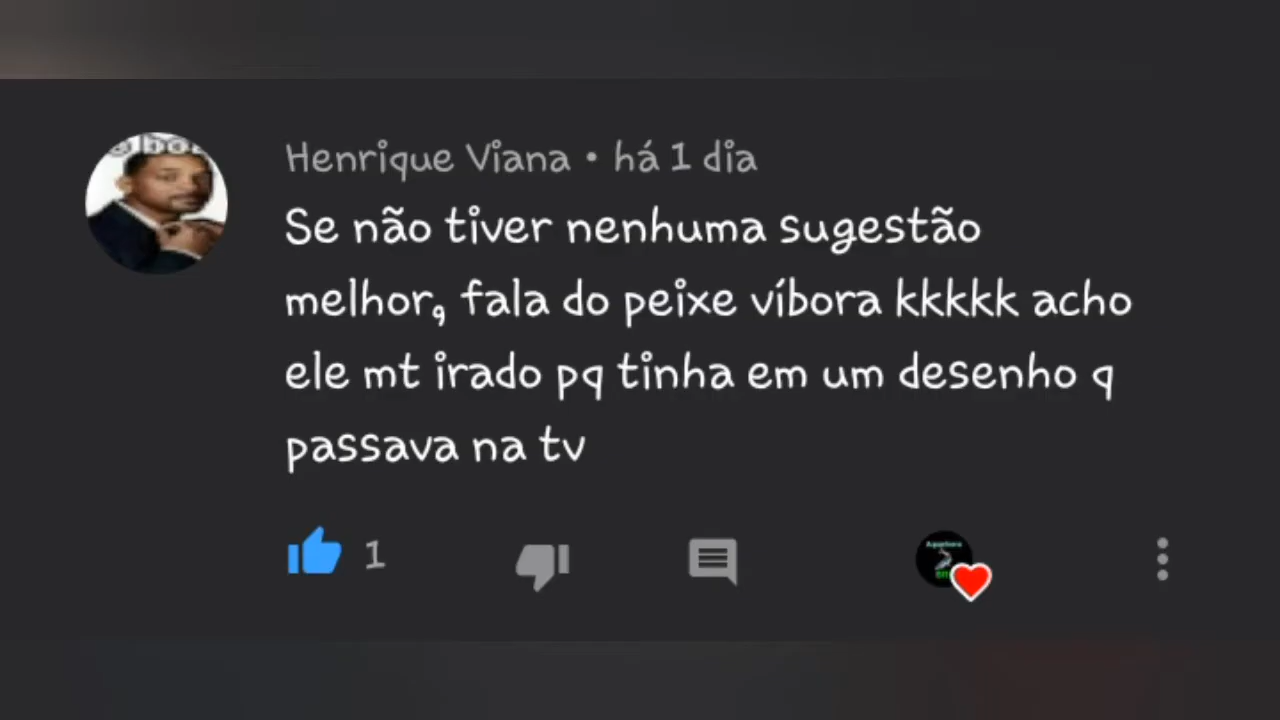 Henrique Viana • há 1 dia
Se não tiver nenhuma sugestão
melhor, fala do peixe víbora kkkkk acho
ele mt irado pq tinha em um desenho q
passava na tv
1